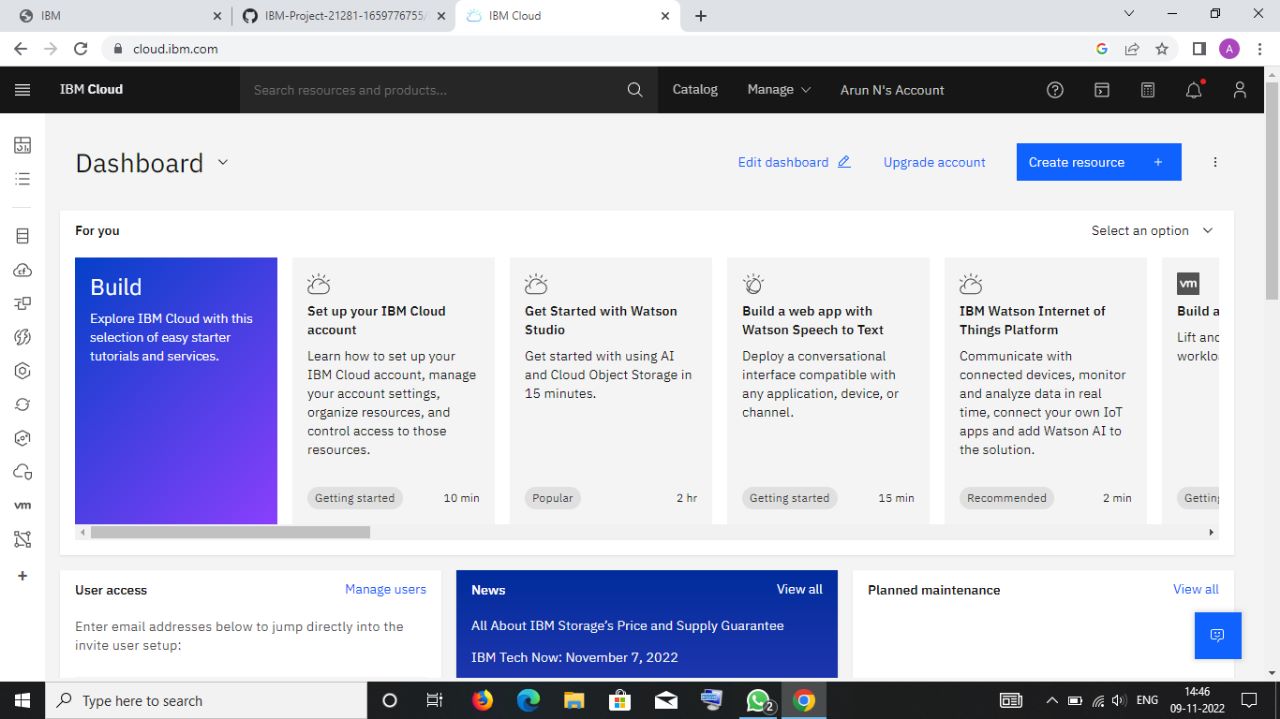 IBM
IBM-Project-21281-1659776755/
IBM Cloud
cloud.ibm.com
A
IBM Cloud
Search resources and products...
Catalog
Manage
Arun N's Account
Dashboard
Edit dashboard
Upgrade account
Create resource +
For you
Select an option
Build
Explore IBM Cloud with this
selection of easy starter
tutorials and services.
Set up your IBM Cloud
account
Learn how to set up your
IBM Cloud account, manage
your account settings,
organize resources, and
control access to those
resources.
Getting started
10 min
Get Started with Watson
Studio
Get started with using AI
and Cloud Object Storage in
15 minutes.
Popular
2 hr
Build a web app with
Watson Speech to Text
Deploy a conversational
interface compatible with
any application, device, or
channel.
Getting started
15 min
IBM Watson Internet of
Things Platform
Communicate with
connected devices, monitor
and analyze data in real
time, connect your own IoT
apps and add Watson AI to
the solution.
Recommended
2 min
vm
Build a
Lift and
workloa
Getting
vm
User access
Manage users
Enter email addresses below to jump directly into the
invite user setup:
News
View all
All About IBM Storage's Price and Supply Guarantee
IBM Tech Now: November 7, 2022
Planned maintenance
View all
Type here to search
2
ENG
14:46
09-11-2022